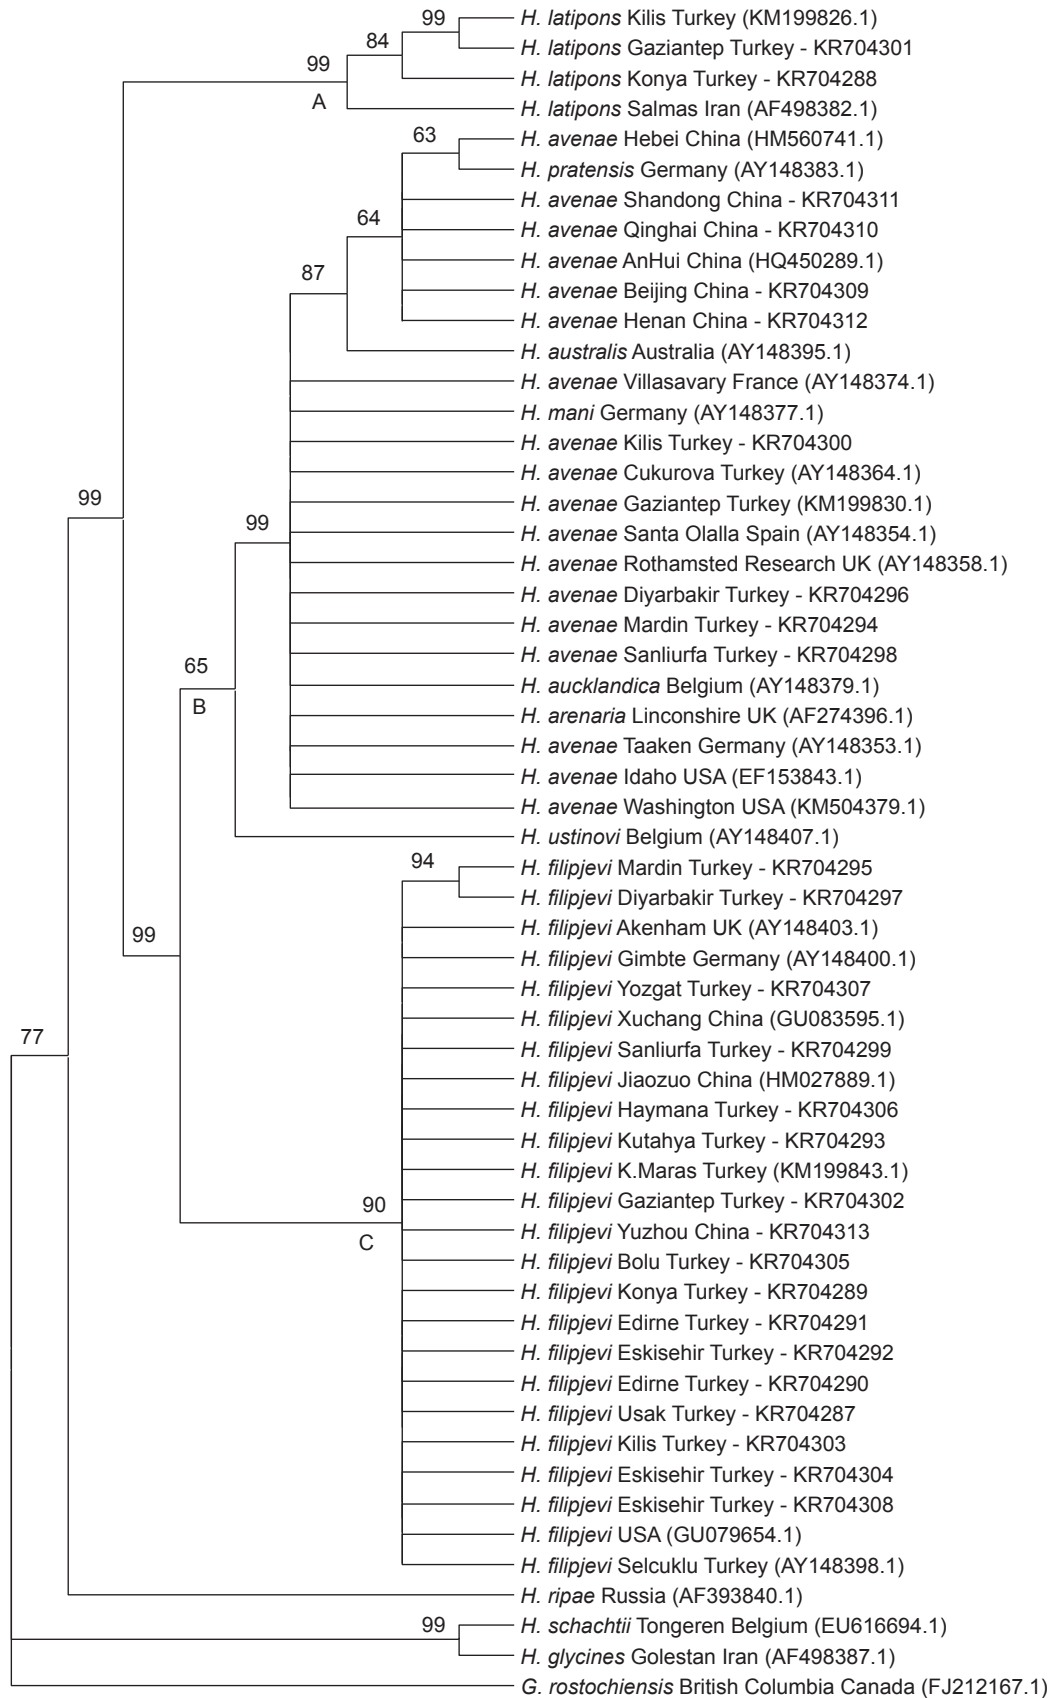 99
H. latipons Kilis Turkey (KM199826.1)
84
H. latipons Gaziantep Turkey - KR704301
99
H. latipons Konya Turkey - KR704288
A
H. latipons Salmas Iran (AF498382.1)
63
H. avenae Hebei China (HM560741.1)
H. pratensis Germany (AY148383.1)
H. avenae Shandong China - KR704311
64
H. avenae Qinghai China - KR704310
H. avenae AnHui China (HQ450289.1)
87
H. avenae Beijing China - KR704309
H. avenae Henan China - KR704312
H. australis Australia (AY148395.1)
H. avenae Villasavary France (AY148374.1)
H. mani Germany (AY148377.1)
H. avenae Kilis Turkey - KR704300
H. avenae Cukurova Turkey (AY148364.1)
99
H. avenae Gaziantep Turkey (KM199830.1)
99
H. avenae Santa Olalla Spain (AY148354.1)
H. avenae Rothamsted Research UK (AY148358.1)
H. avenae Diyarbakir Turkey - KR704296
H. avenae Mardin Turkey - KR704294
H. avenae Sanliurfa Turkey - KR704298
65
H. aucklandica Belgium (AY148379.1)
B
H. arenaria Linconshire UK (AF274396.1)
H. avenae Taaken Germany (AY148353.1)
H. avenae Idaho USA (EF153843.1)
H. avenae Washington USA (KM504379.1)
H. ustinovi Belgium (AY148407.1)
94
H. filipjevi Mardin Turkey - KR704295
H. filipjevi Diyarbakir Turkey - KR704297
H. filipjevi Akenham UK (AY148403.1)
99
H. filipjevi Gimbte Germany (AY148400.1)
H. filipjevi Yozgat Turkey - KR704307
H. filipjevi Xuchang China (GU083595.1)
77
H. filipjevi Sanliurfa Turkey - KR704299
H. filipjevi Jiaozuo China (HM027889.1)
H. filipjevi Haymana Turkey - KR704306
H. filipjevi Kutahya Turkey - KR704293
H. filipjevi K.Maras Turkey (KM199843.1)
90
H. filipjevi Gaziantep Turkey - KR704302
H. filipjevi Yuzhou China - KR704313
C
H. filipjevi Bolu Turkey - KR704305
H. filipjevi Konya Turkey - KR704289
H. filipjevi Edirne Turkey - KR704291
H. filipjevi Eskisehir Turkey - KR704292
H. filipjevi Edirne Turkey - KR704290
H. filipjevi Usak Turkey - KR704287
H. filipjevi Kilis Turkey - KR704303
H. filipjevi Eskisehir Turkey - KR704304
H. filipjevi Eskisehir Turkey - KR704308
H. filipjevi USA (GU079654.1)
H. filipjevi Selcuklu Turkey (AY148398.1)
H. ripae Russia (AF393840.1)
99
H. schachtii Tongeren Belgium (EU616694.1)
H. glycines Golestan Iran (AF498387.1)
G. rostochiensis British Columbia Canada (FJ212167.1)